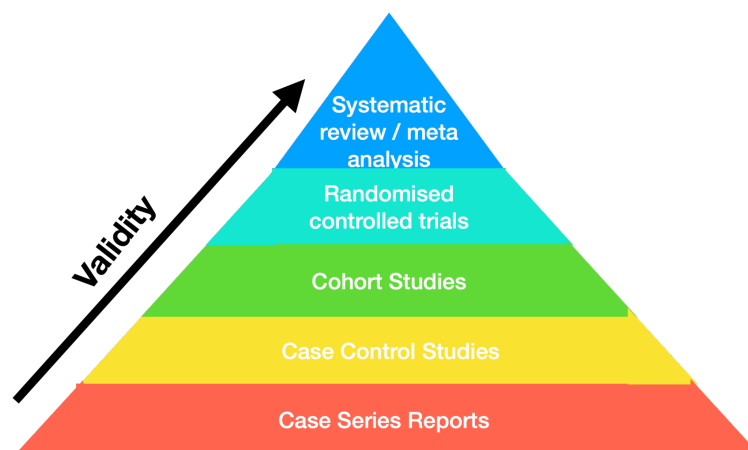 Systematic
review / meta
analysis
Randomised
controlled trials
Validity
Cohort Studies
Case Control Studies
Case Series Reports